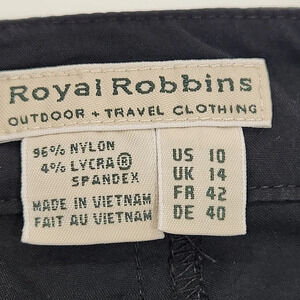 Royal Robbins
OUTDOOR + TRAVEL CLOTHING
96% NYLON
4% LYCRA®
SPANDEX
MADE IN VIETNAM
FAIT AU VIETNAM
US 10
UK 14
FR 42
DE 40